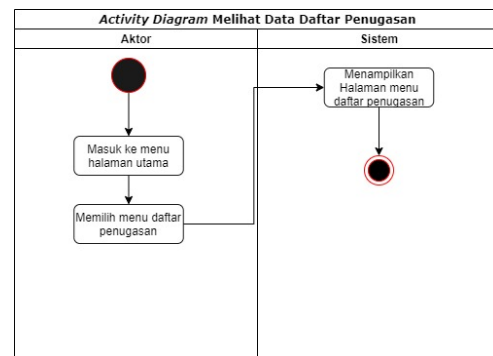 Activity Diagram Melihat Data Daftar Penugasan
Aktor
Sistem
Masuk ke menu
halaman utama
Memilih menu daftar
penugasan
Menampilkan
Halaman menu
daftar penugasan